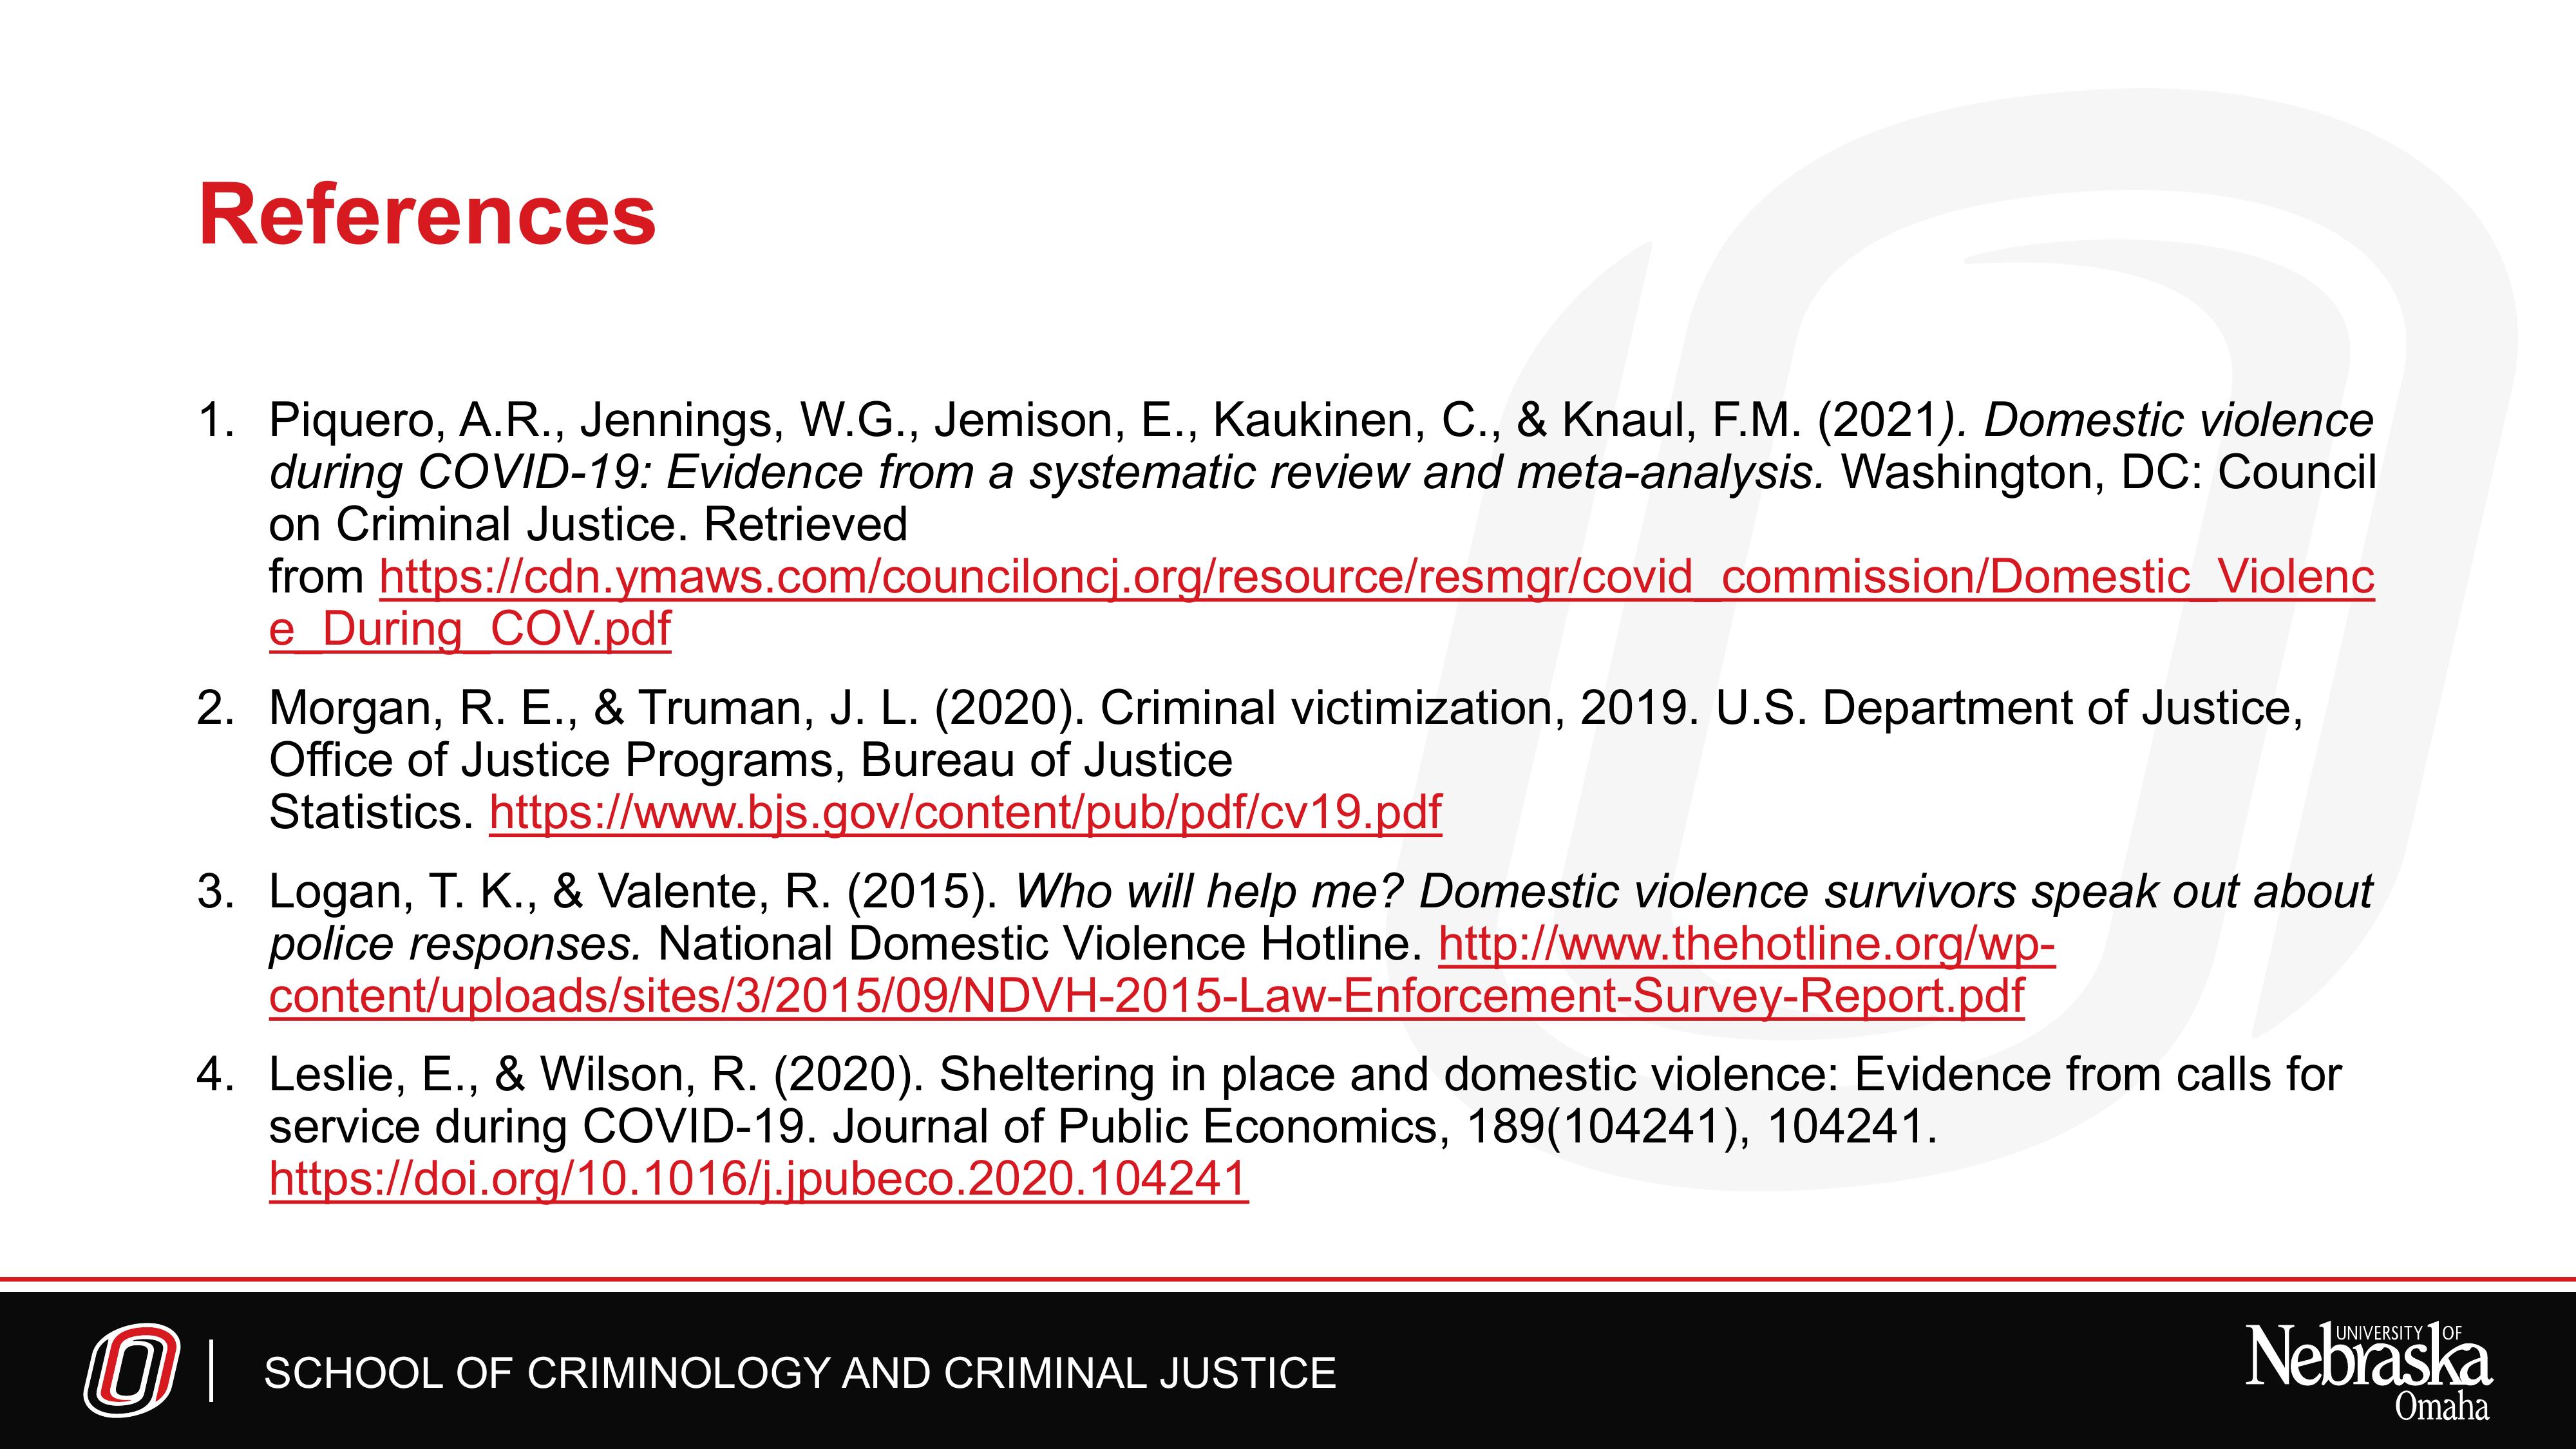 References
1. Piquero, A.R., Jennings, W.G., Jemison, E., Kaukinen, C., & Knaul, F.M. (2021). Domestic violence
during COVID-19: Evidence from a systematic review and meta-analysis. Washington, DC: Council
on Criminal Justice. Retrieved
from https://cdn.ymaws.com/counciloncj.org/resource/resmgr/covid_commission/Domestic_Violenc
e_During_COV.pdf
2. Morgan, R. E., & Truman, J. L. (2020). Criminal victimization, 2019. U.S. Department of Justice,
Office of Justice Programs, Bureau of Justice
Statistics. https://www.bjs.gov/content/pub/pdf/cv19.pdf
3. Logan, T. K., & Valente, R. (2015). Who will help me? Domestic violence survivors speak out about
police responses. National Domestic Violence Hotline. http://www.thehotline.org/wp-
content/uploads/sites/3/2015/09/NDVH-2015-Law-Enforcement-Survey-Report.pdf
4. Leslie, E., & Wilson, R. (2020). Sheltering in place and domestic violence: Evidence from calls for
service during COVID-19. Journal of Public Economics, 189(104241), 104241.
https://doi.org/10.1016/j.jpubeco.2020.104241
O | SCHOOL OF CRIMINOLOGY AND CRIMINAL JUSTICE
UNIVERSITY OF
Nebraska
Omaha